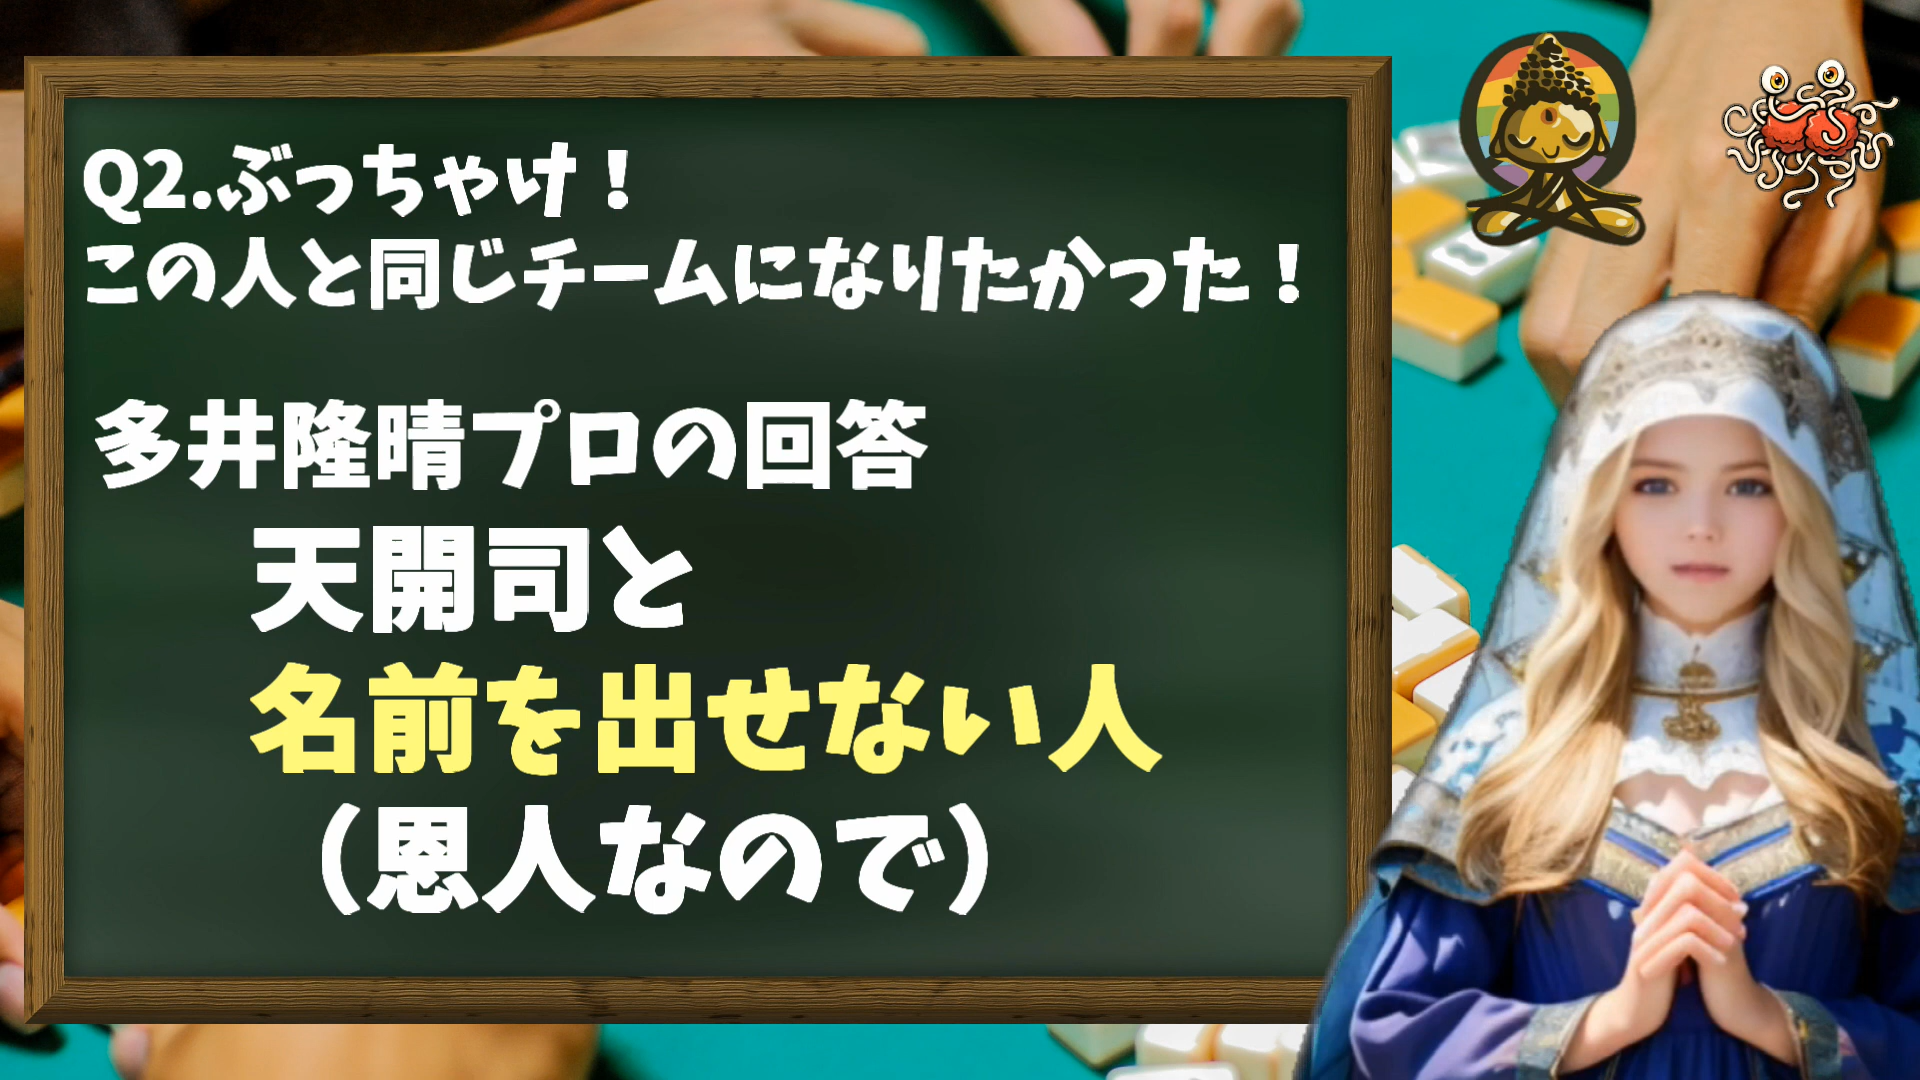 Q2.ぶっちゃけ！
この人と同じチームになりたかった！
多井隆晴プロの回答
天開司と
名前を出せない人
（恩人なので）